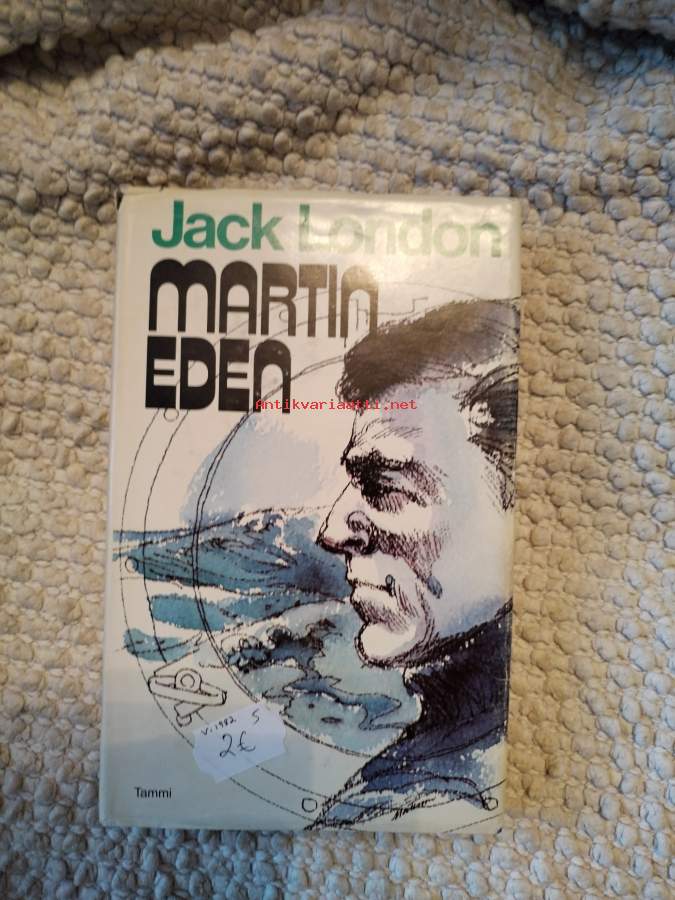 Jack London
MARTIN
EDEN
Antikvariaatti.net
V. 1982 5
2€
Tammi